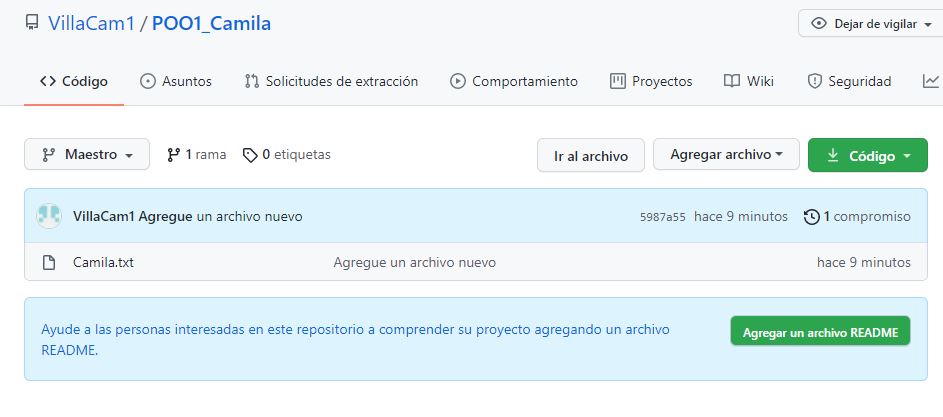 VillaCam1 / POO1_Camila
Dejar de vigilar
Código Asuntos Solicitudes de extracción Comportamiento Proyectos Wiki Seguridad
Maestro 1 rama 0 etiquetas Ir al archivo Agregar archivo Código
VillaCam1 Agregue un archivo nuevo 5987a55 hace 9 minutos 1 compromiso
Camila.txt Agregue un archivo nuevo hace 9 minutos
Ayude a las personas interesadas en este repositorio a comprender su proyecto agregando un archivo
README.
Agregar un archivo README